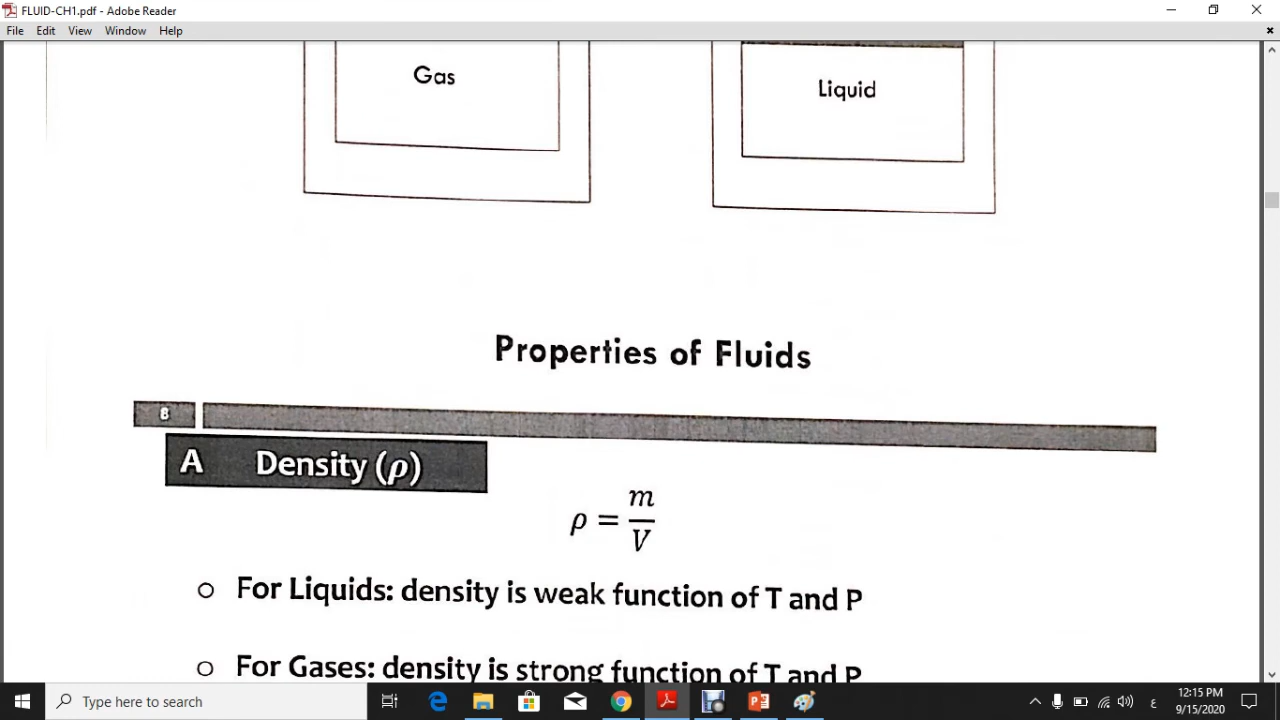 FLUID-CH1.pdf - Adobe Reader
File Edit View Window Help
Gas
Liquid
Properties of Fluids
8
A Density (ρ)
ρ = m/V
○ For Liquids: density is weak function of T and P
○ For Gases: density is strong function of T and P
Type here to search
ع
12:15 PM
9/15/2020